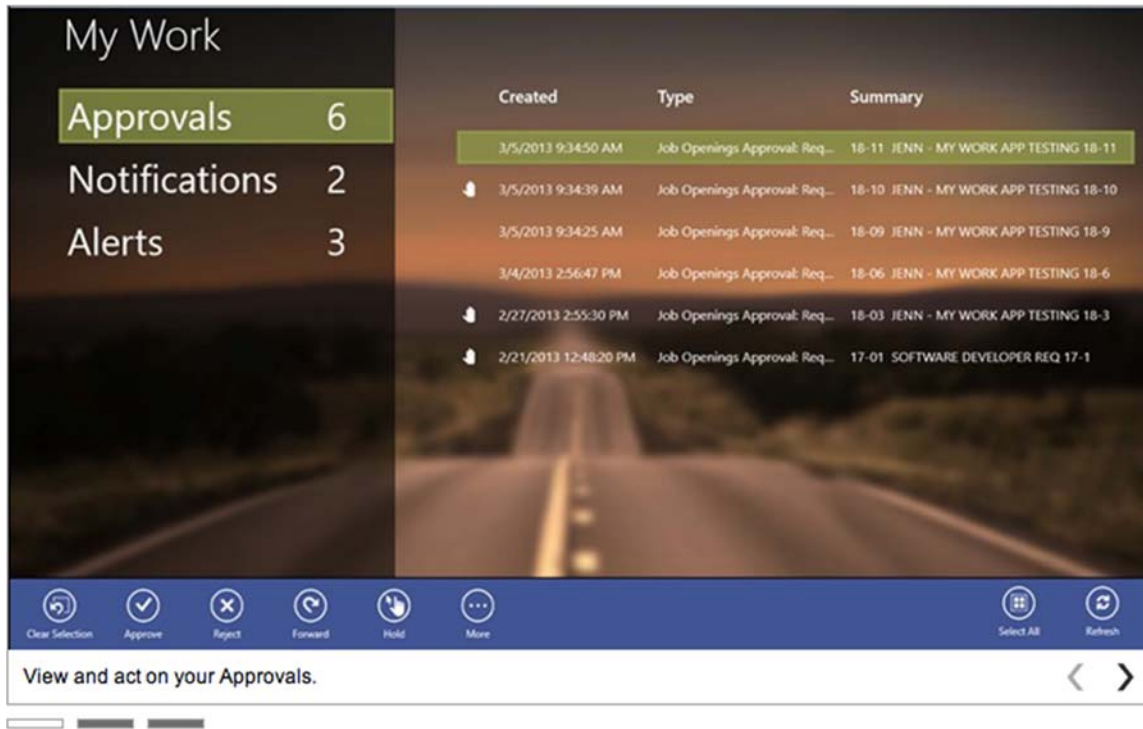 My Work
Approvals 6
Notifications 2
Alerts 3
Created Type Summary
3/5/2013 9:34:50 AM Job Openings Approval: Req... 18-11 JENN - MY WORK APP TESTING 18-11
3/5/2013 9:34:39 AM Job Openings Approval: Req... 18-10 JENN - MY WORK APP TESTING 18-10
3/5/2013 9:34:25 AM Job Openings Approval: Req... 18-09 JENN - MY WORK APP TESTING 18-9
3/4/2013 2:56:47 PM Job Openings Approval: Req... 18-06 JENN - MY WORK APP TESTING 18-6
2/27/2013 2:55:30 PM Job Openings Approval: Req... 18-03 JENN - MY WORK APP TESTING 18-3
2/21/2013 12:48:20 PM Job Openings Approval: Req... 17-01 SOFTWARE DEVELOPER REQ 17-1
Clear Selection Approve Reject Forward Hold More Select All Refresh
View and act on your Approvals.